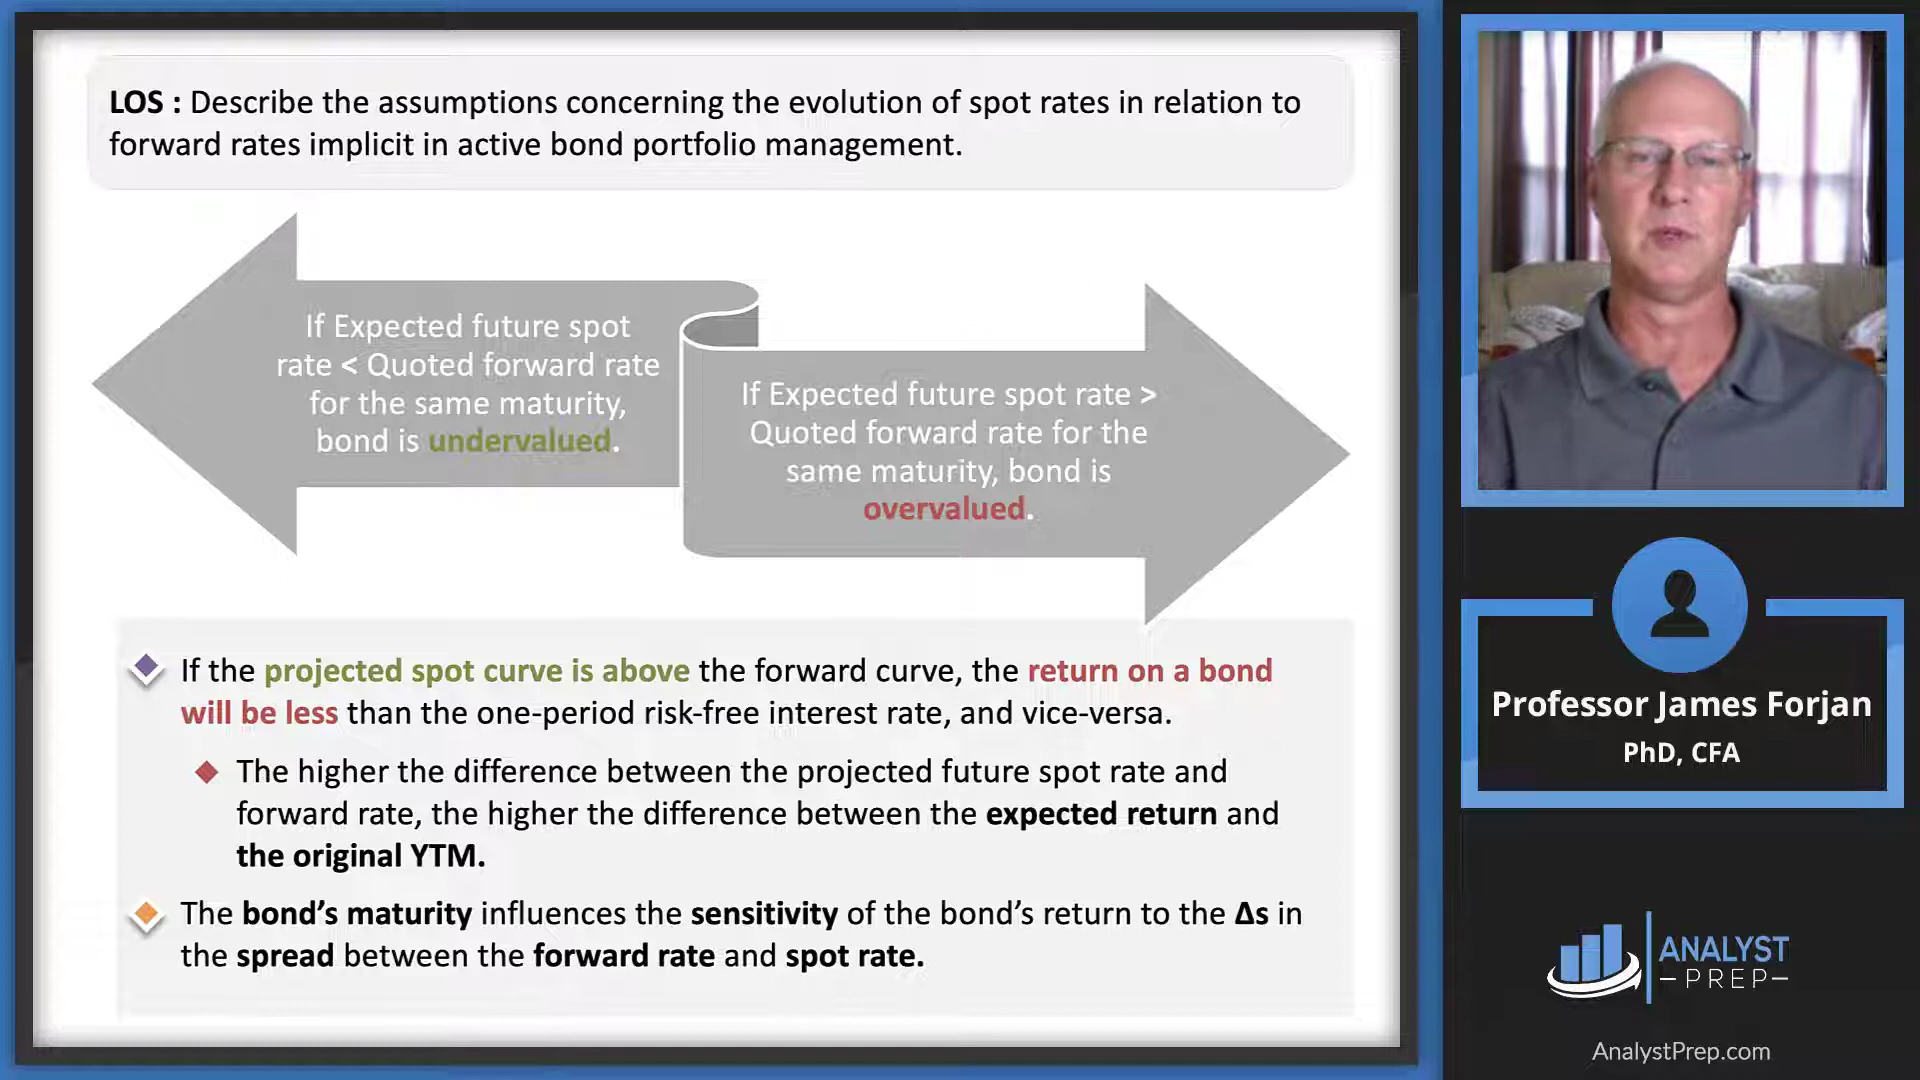 LOS : Describe the assumptions concerning the evolution of spot rates in relation to
forward rates implicit in active bond portfolio management.
If Expected future spot
rate < Quoted forward rate
for the same maturity,
bond is undervalued.
If Expected future spot rate >
Quoted forward rate for the
same maturity, bond is
overvalued.
If the projected spot curve is above the forward curve, the return on a bond
will be less than the one-period risk-free interest rate, and vice-versa.
The higher the difference between the projected future spot rate and
forward rate, the higher the difference between the expected return and
the original YTM.
The bond’s maturity influences the sensitivity of the bond’s return to the Δs in
the spread between the forward rate and spot rate.
Professor James Forjan
PhD, CFA
ANALYST
PREP
AnalystPrep.com